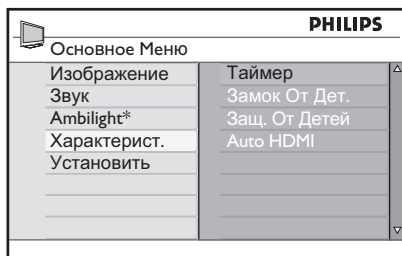 PHILIPS
Основное Меню
Изображение
Звук
Ambilight*
Характерист.
Установить
Таймер
Замок От Дет.
Защ. От Детей
Auto HDMI